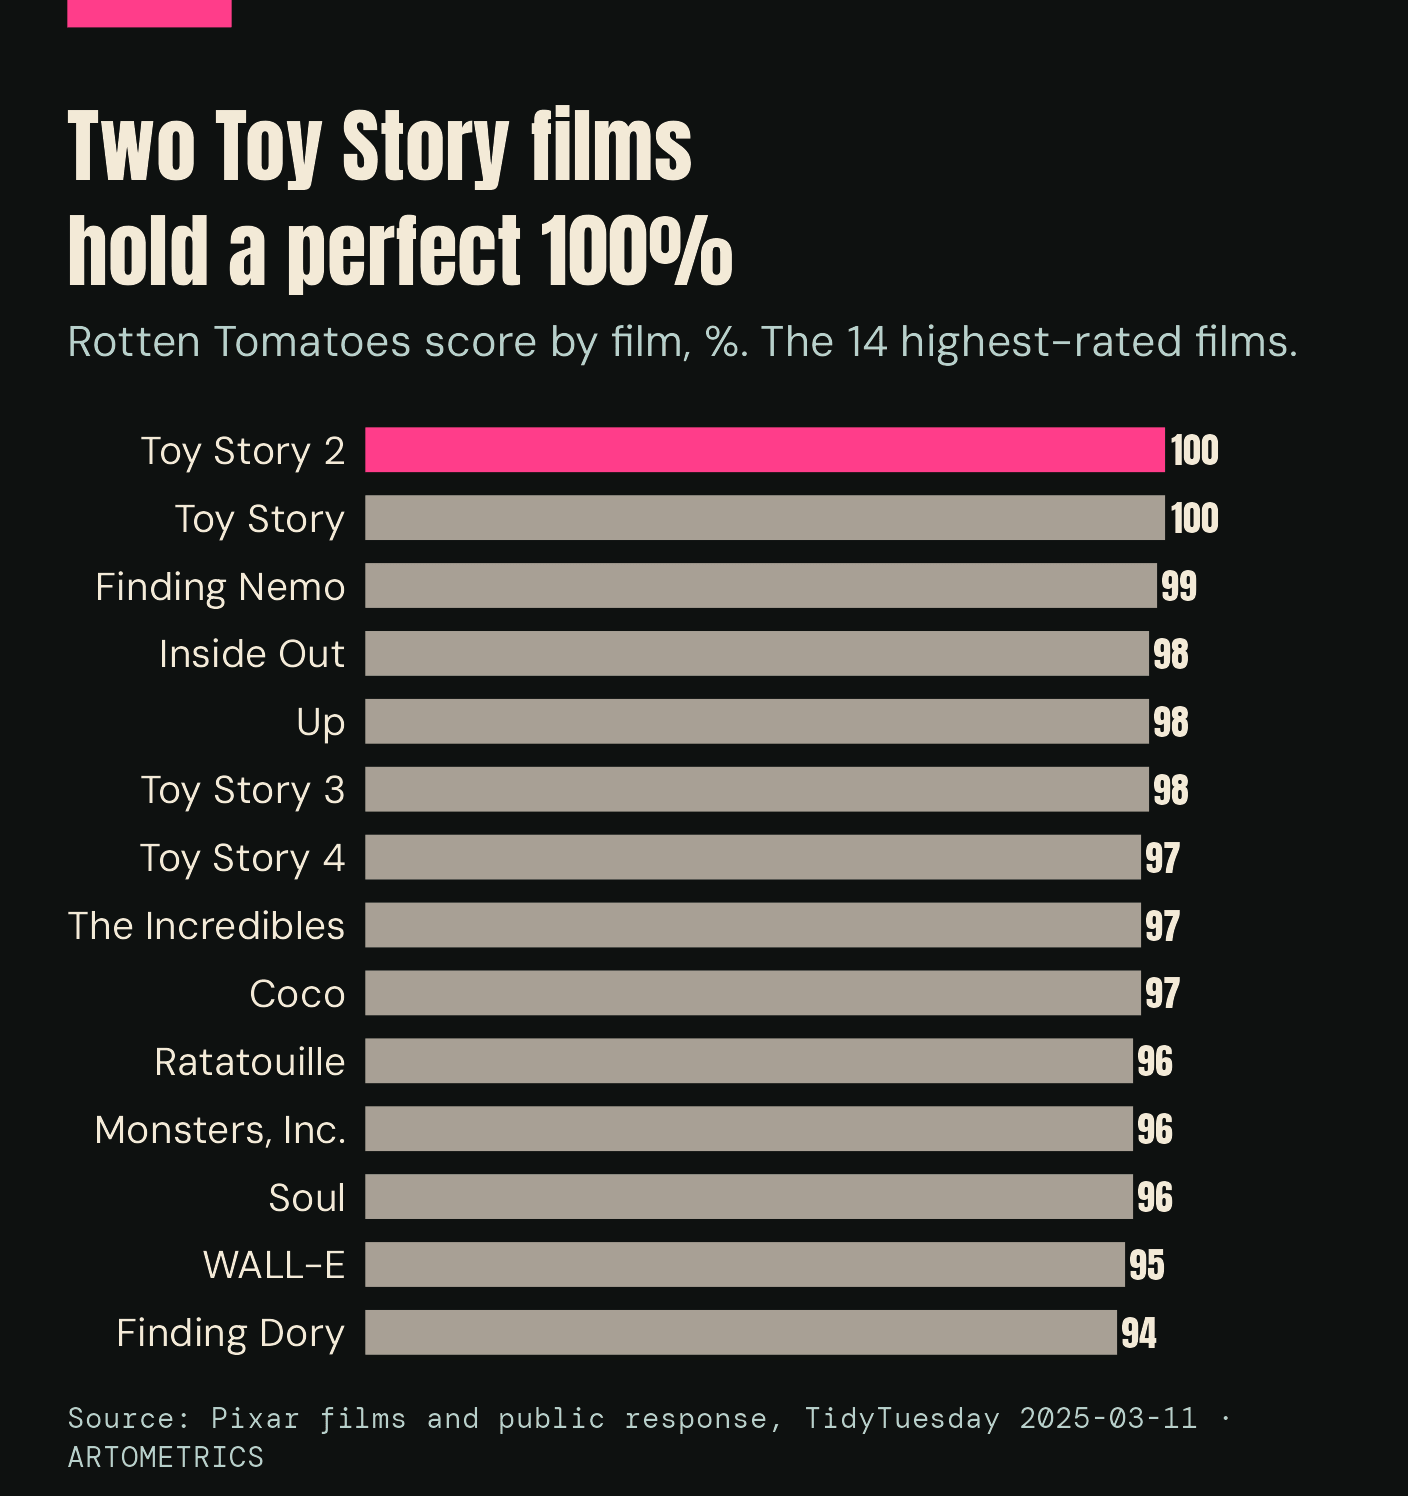 Two Toy Story films
hold a perfect 100%
Rotten Tomatoes score by film, %. The 14 highest-rated films.
Toy Story 2 100
Toy Story 100
Finding Nemo 99
Inside Out 98
Up 98
Toy Story 3 98
Toy Story 4 97
The Incredibles 97
Coco 97
Ratatouille 96
Monsters, Inc. 96
Soul 96
WALL-E 95
Finding Dory 94
Source: Pixar films and public response, TidyTuesday 2025-03-11 ·
ARTOMETRICS